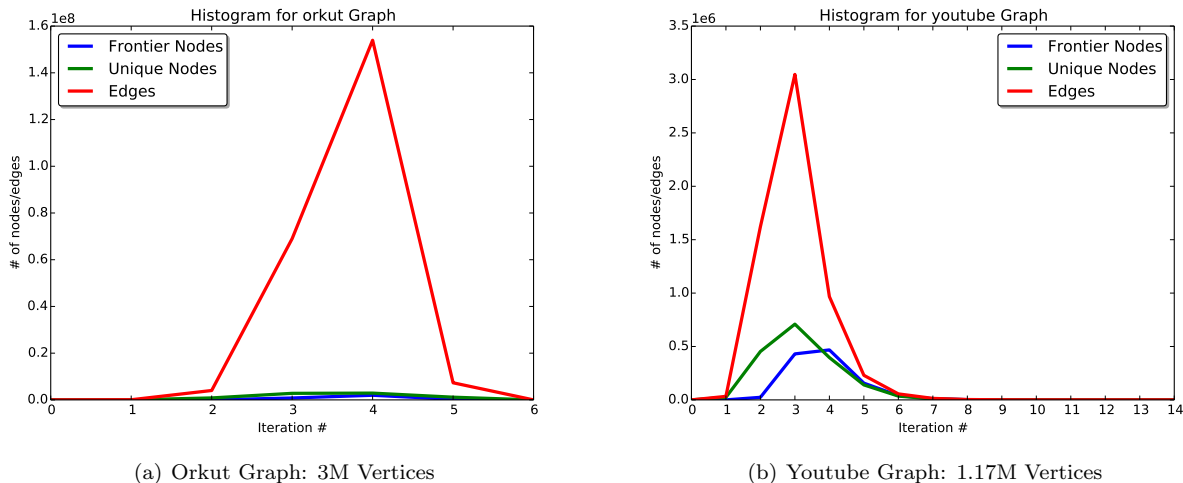 Histogram for orkut Graph
1e8
Frontier Nodes
Unique Nodes
Edges
# of nodes/edges
1.6
1.4
1.2
1.0
0.8
0.6
0.4
0.2
0.0
0 1 2 3 4 5 6
Iteration #
(a) Orkut Graph: 3M Vertices
Histogram for youtube Graph
1e6
Frontier Nodes
Unique Nodes
Edges
# of nodes/edges
3.5
3.0
2.5
2.0
1.5
1.0
0.5
0.0
0 1 2 3 4 5 6 7 8 9 10 11 12 13 14
Iteration #
(b) Youtube Graph: 1.17M Vertices